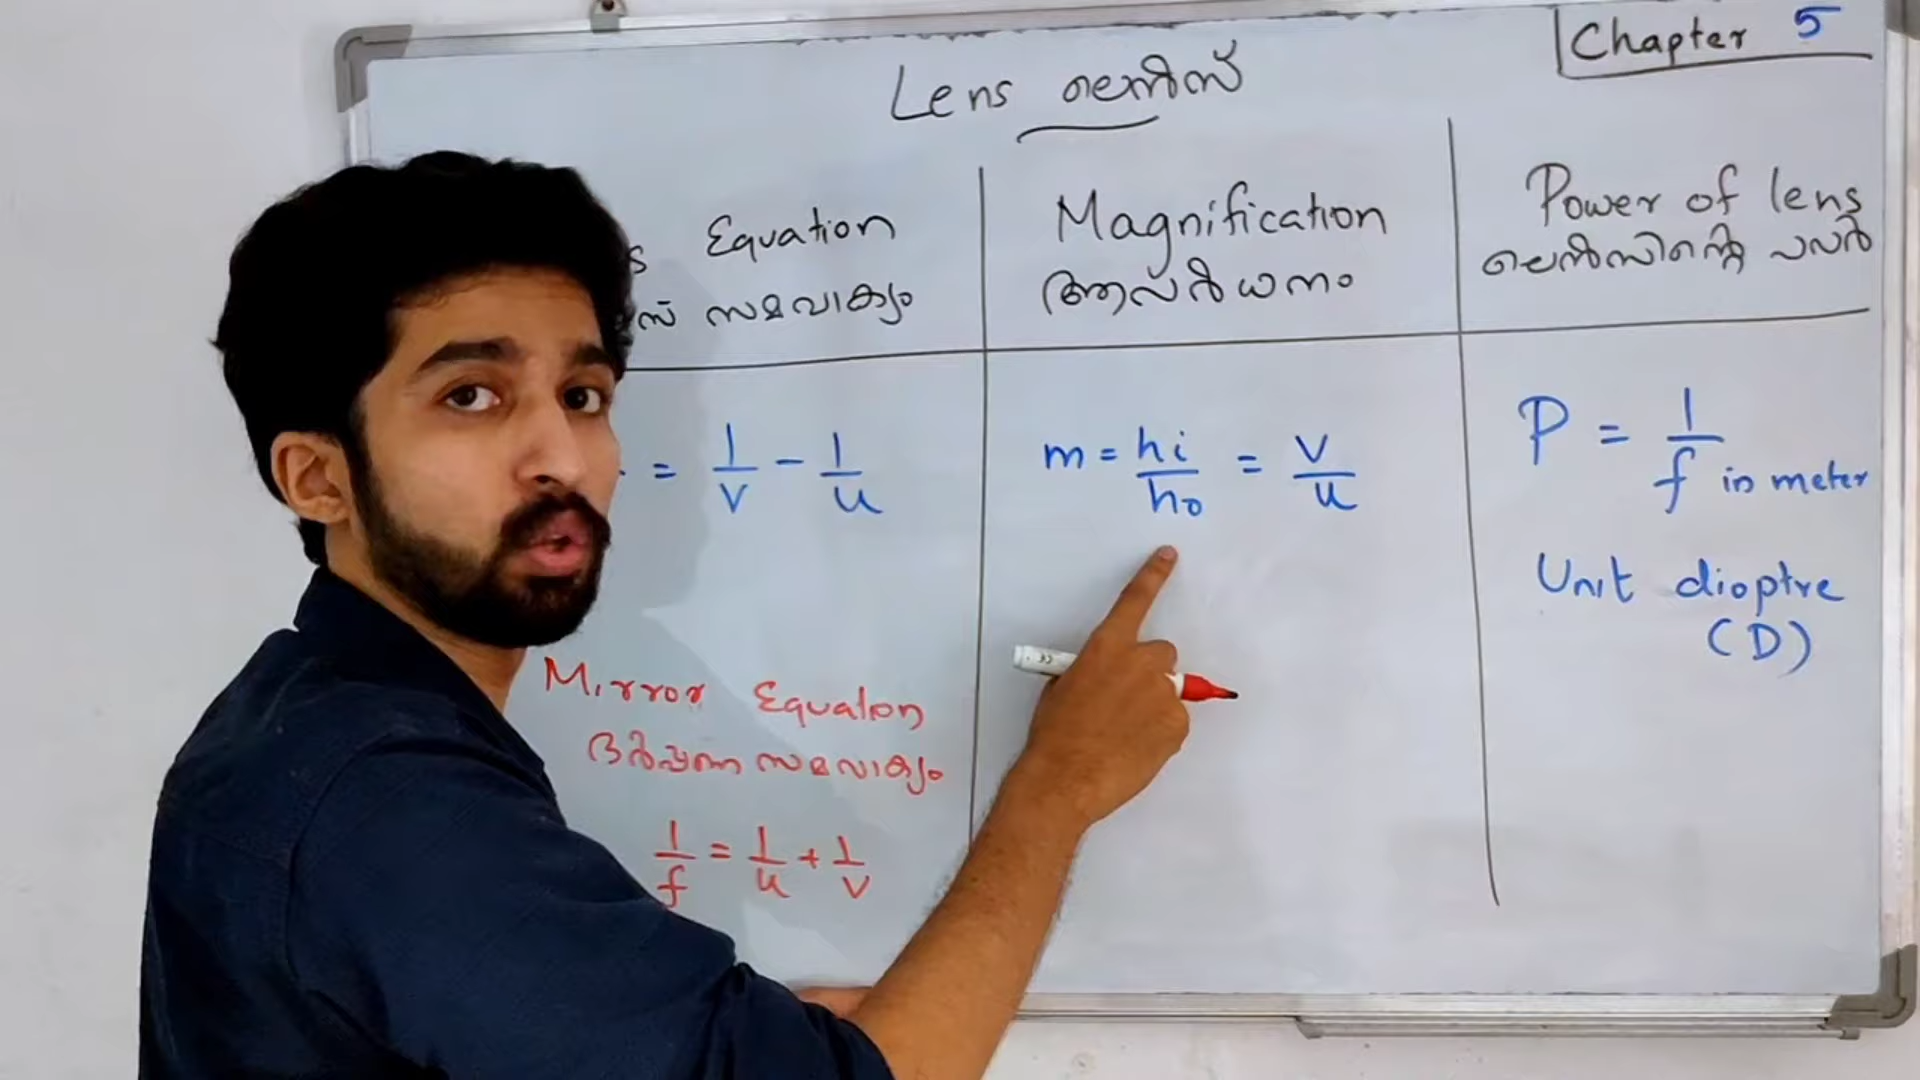 Chapter 5
Lens ലെൻസ്
s Equation
സ് സമവാക്യം
= 1/v - 1/u
Mirror Equation
ദർപ്പണ സമവാക്യം
1/f = 1/u + 1/v
Magnification
ആവർധനം
m = hi/ho = v/u
Power of lens
ലെൻസിന്റെ പവർ
P = 1/f in meter
Unit dioptre
(D)